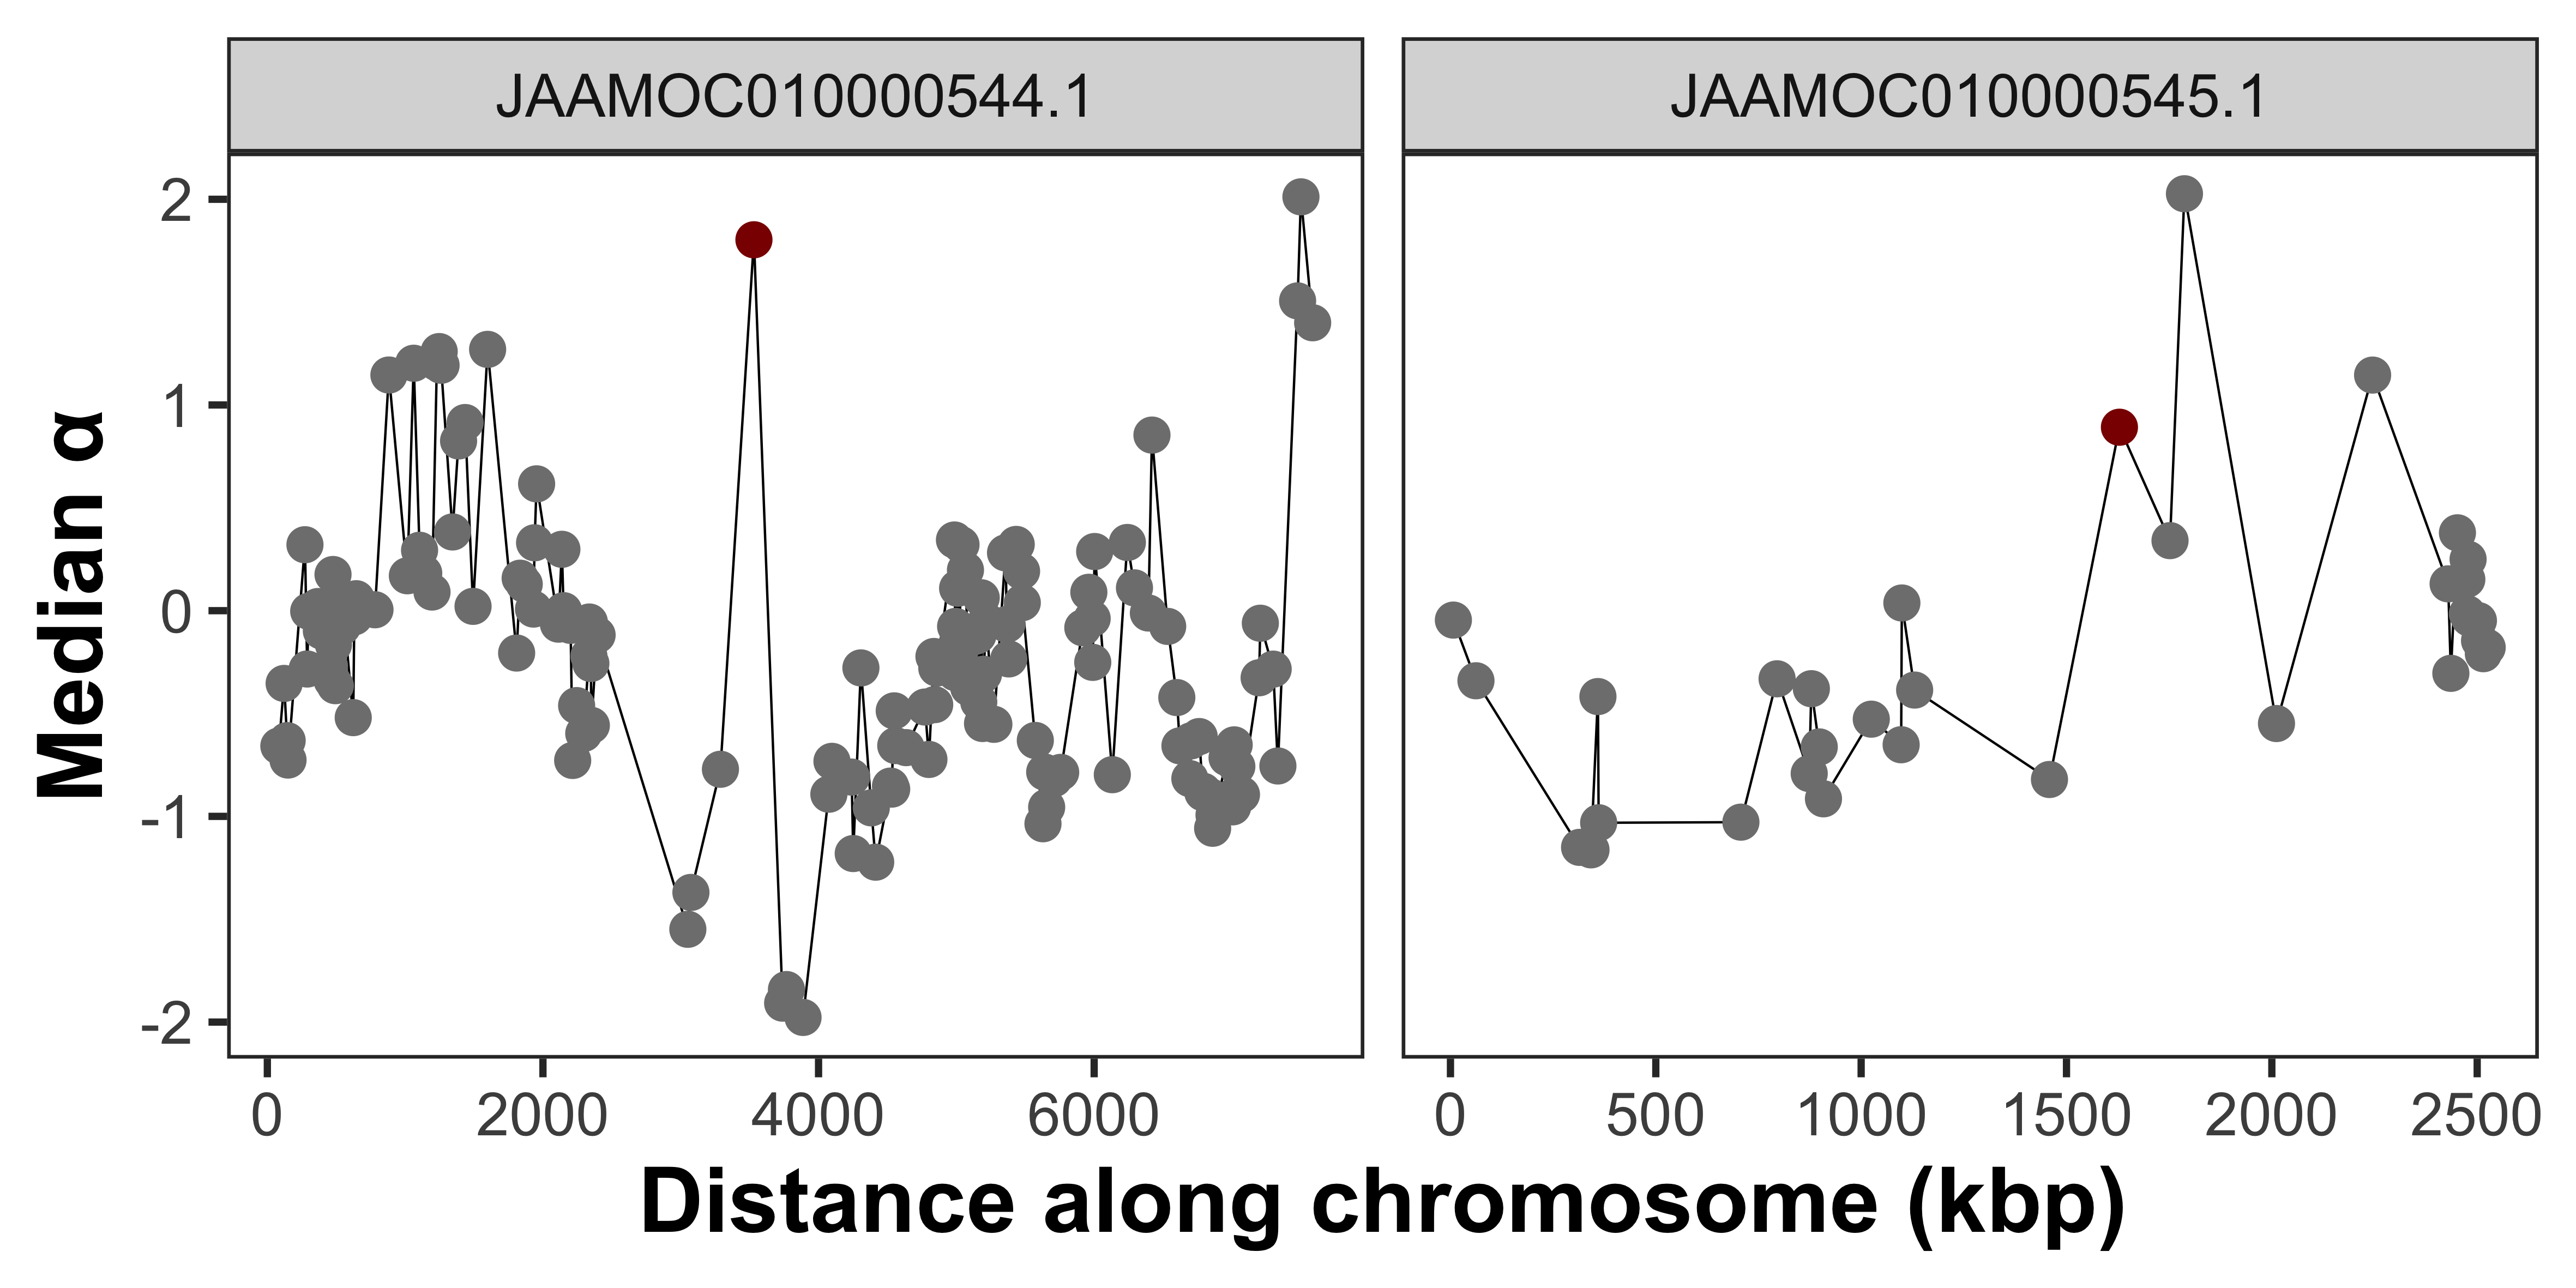 JAAMOC010000544.1 JAAMOC010000545.1
Median α
2
1
0
-1
-2
0 2000 4000 6000 0 500 1000 1500 2000 2500
Distance along chromosome (kbp)